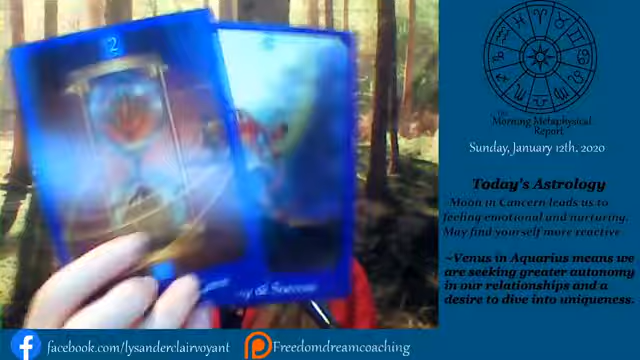 2
The
Morning Metaphysical
Report
Sunday, January 12th, 2020
Today's Astrology
Moon in Cancern leads us to
feeling emotional and nurturing.
May find yourself more reactive
~Venus in Aquarius means we
are seeking greater autonomy
in our relationships and a
desire to dive into uniqueness.
facebook.com/lysanderclairvoyant
Freedomdreamcoaching